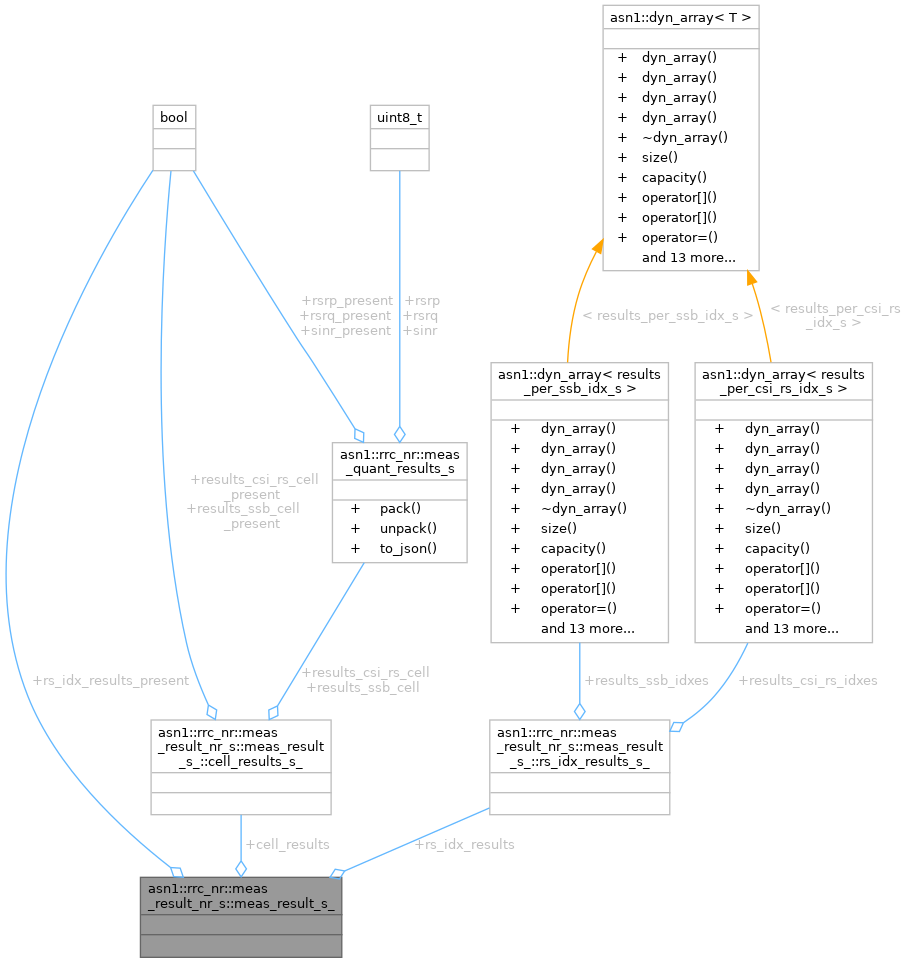 asn1::dyn_array< T >
+ dyn_array()
+ dyn_array()
+ dyn_array()
+ dyn_array()
+ ~dyn_array()
+ size()
+ capacity()
+ operator[]()
+ operator[]()
+ operator=()
and 13 more...
bool
uint8_t
+rsrp_present
+rsrq_present
+sinr_present
+rsrp
+rsrq
+sinr
< results_per_ssb_idx_s >
< results_per_csi_rs
_idx_s >
asn1::rrc_nr::meas
_quant_results_s
+ pack()
+ unpack()
+ to_json()
asn1::dyn_array< results
_per_ssb_idx_s >
+ dyn_array()
+ dyn_array()
+ dyn_array()
+ dyn_array()
+ ~dyn_array()
+ size()
+ capacity()
+ operator[]()
+ operator[]()
+ operator=()
and 13 more...
asn1::dyn_array< results
_per_csi_rs_idx_s >
+ dyn_array()
+ dyn_array()
+ dyn_array()
+ dyn_array()
+ ~dyn_array()
+ size()
+ capacity()
+ operator[]()
+ operator[]()
+ operator=()
and 13 more...
+results_csi_rs_cell
_present
+results_ssb_cell
_present
+rs_idx_results_present
+results_csi_rs_cell
+results_ssb_cell
+results_ssb_idxes
+results_csi_rs_idxes
asn1::rrc_nr::meas
_result_nr_s::meas_result
_s_::cell_results_s_
asn1::rrc_nr::meas
_result_nr_s::meas_result
_s_::rs_idx_results_s_
+cell_results
+rs_idx_results
asn1::rrc_nr::meas
_result_nr_s::meas_result_s_